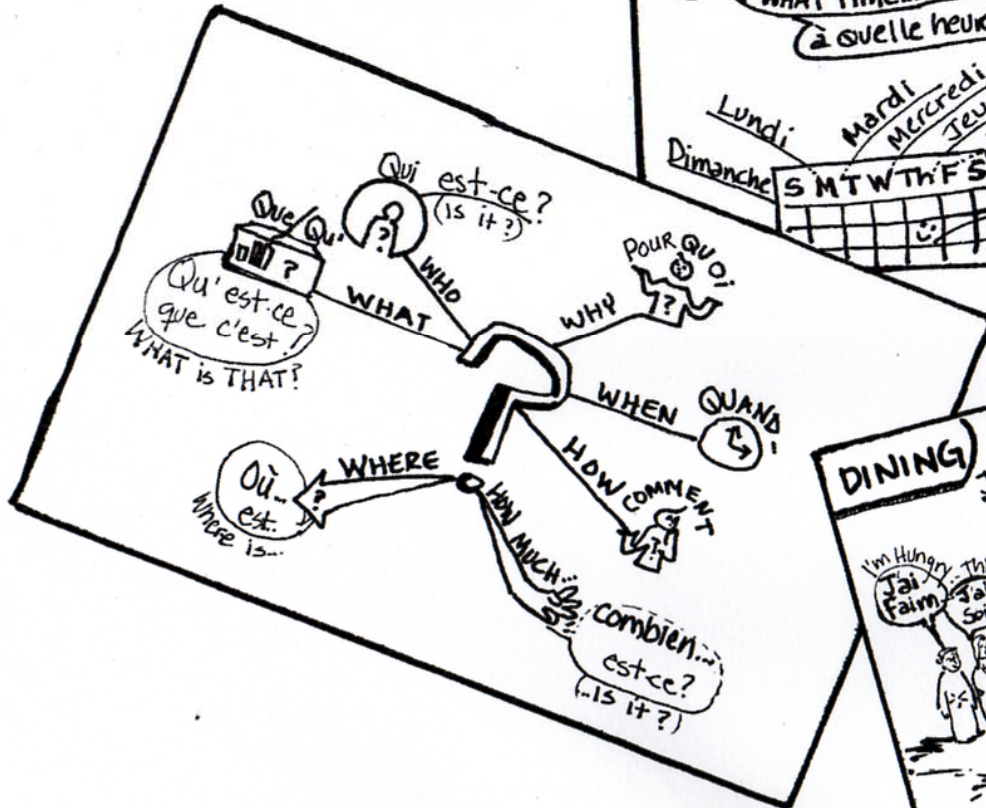 WHAT TIME
à quelle heure
Lundi
Mardi
Mercredi
Dimanche
S M T W Th F S
Qui est-ce?
(is it?)
WHO
Que/Qu'
?
WHAT
Qu'est-ce
que c'est?
WHAT is THAT?
POURQUOI
?
WHY
WHEN
QUAND
HOW
COMMENT
?
WHERE
?
Où...
est.
Where is...
HOW
MUCH...
combien...
est-ce?
(...is it?)
DINING
I'm Hungry
J'ai
Faim